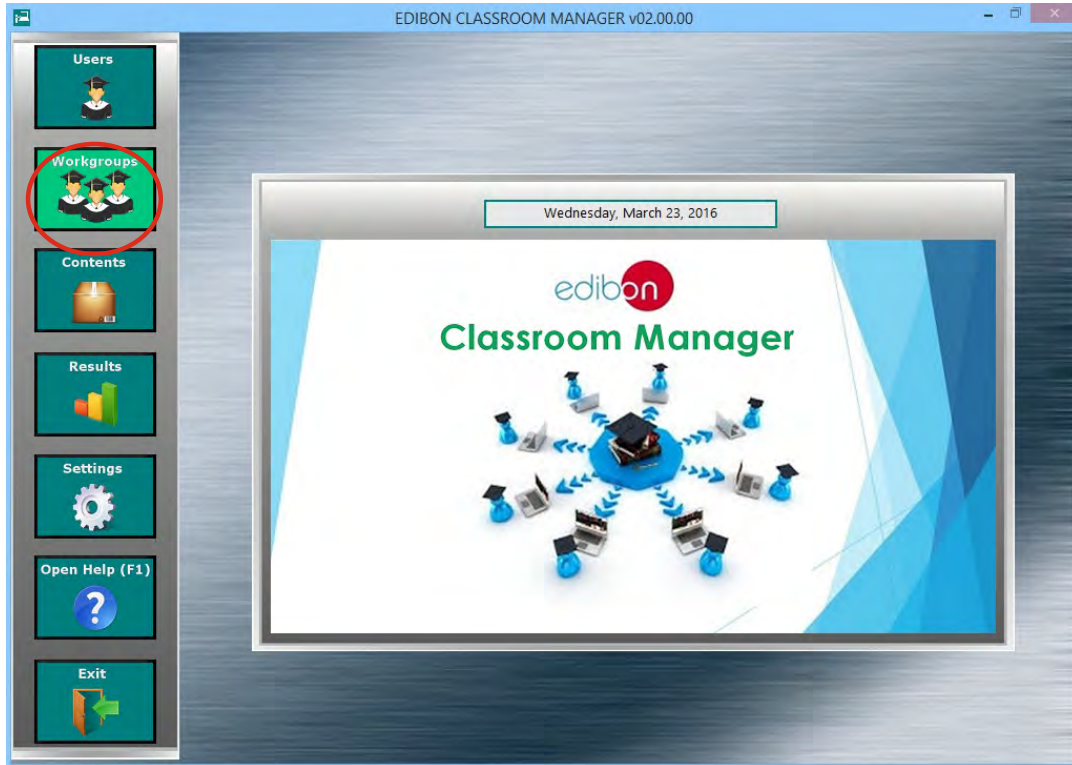 EDIBON CLASSROOM MANAGER v02.00.00
Users
Workgroups
Contents
Results
Settings
Open Help (F1)
?
Exit
Wednesday, March 23, 2016
edibon
Classroom Manager